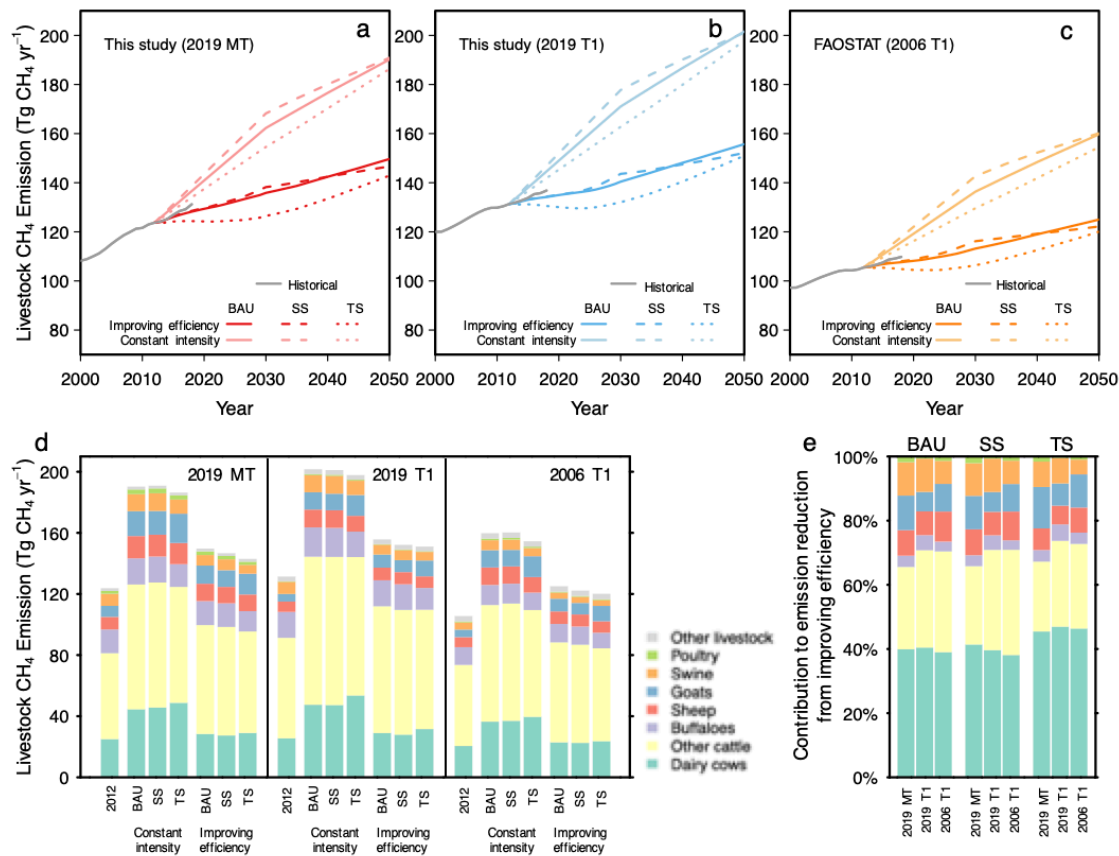 a
This study (2019 MT)
b
This study (2019 T1)
c
FAOSTAT (2006 T1)
Livestock CH4 Emission (Tg CH4 yr−1)
200
180
160
140
120
100
80
200
180
160
140
120
100
80
200
180
160
140
120
100
80
Historical
BAU SS TS
Improving efficiency
Constant intensity
Historical
BAU SS TS
Improving efficiency
Constant intensity
Historical
BAU SS TS
Improving efficiency
Constant intensity
2000 2010 2020 2030 2040 2050
2000 2010 2020 2030 2040 2050
2000 2010 2020 2030 2040 2050
Year
Year
Year
d
2019 MT
2019 T1
2006 T1
Livestock CH4 Emission (Tg CH4 yr−1)
200
160
120
80
40
0
2012 BAU SS TS BAU SS TS
2012 BAU SS TS BAU SS TS
2012 BAU SS TS BAU SS TS
Constant intensity
Improving efficiency
Constant intensity
Improving efficiency
Constant intensity
Improving efficiency
Other livestock
Poultry
Swine
Goats
Sheep
Buffaloes
Other cattle
Dairy cows
e
BAU SS TS
Contribution to emission reduction
from improving efficiency
100%
80%
60%
40%
20%
0%
2019 MT
2019 T1
2006 T1
2019 MT
2019 T1
2006 T1
2019 MT
2019 T1
2006 T1